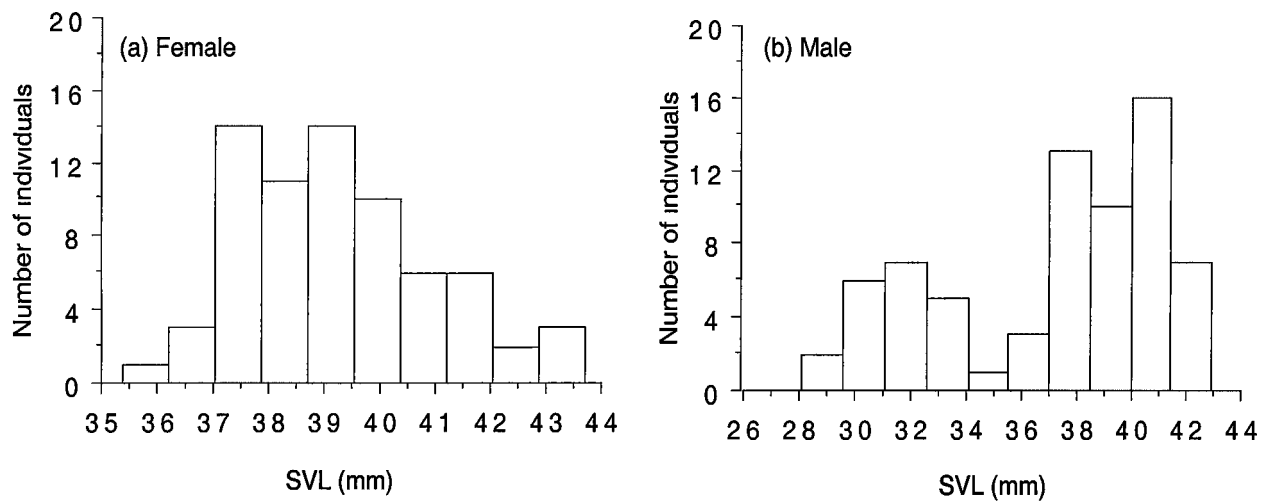 (a) Female
Number of individuals
20
16
12
8
4
0
35 36 37 38 39 40 41 42 43 44
SVL (mm)
(b) Male
Number of individuals
20
16
12
8
4
0
26 28 30 32 34 36 38 40 42 44
SVL (mm)